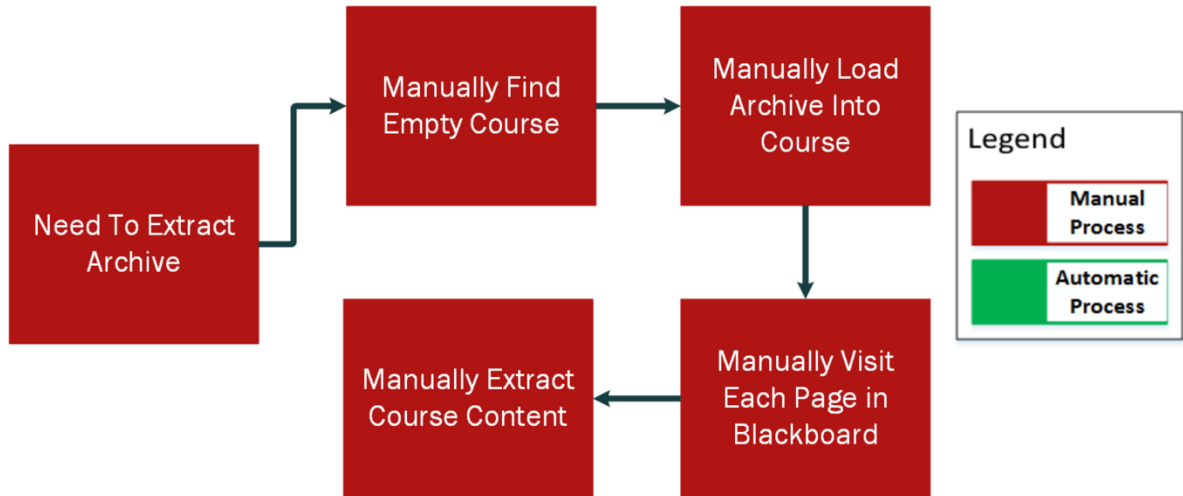 Need To Extract
Archive
Manually Find
Empty Course
Manually Load
Archive Into
Course
Manually Visit
Each Page in
Blackboard
Manually Extract
Course Content
Legend
Manual
Process
Automatic
Process